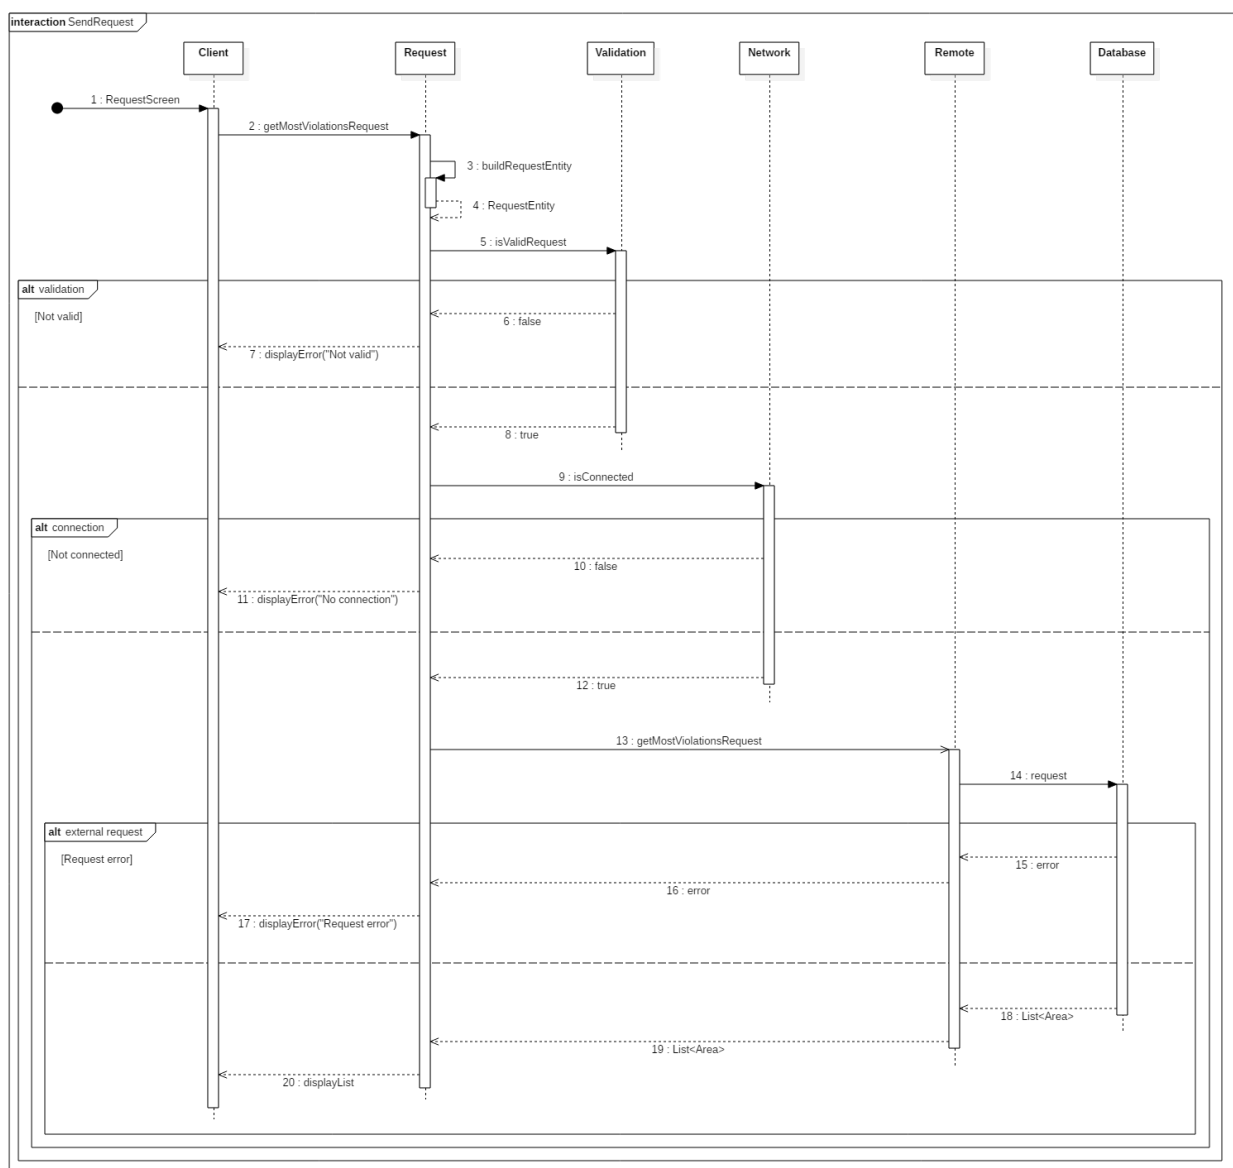 interaction SendRequest
Client
Request
Validation
Network
Remote
Database
1 : RequestScreen
2 : getMostViolationsRequest
3 : buildRequestEntity
4 : RequestEntity
5 : isValidRequest
alt validation
[Not valid]
6 : false
7 : displayError("Not valid")
8 : true
9 : isConnected
alt connection
[Not connected]
10 : false
11 : displayError("No connection")
12 : true
13 : getMostViolationsRequest
14 : request
alt external request
[Request error]
15 : error
16 : error
17 : displayError("Request error")
18 : List<Area>
19 : List<Area>
20 : displayList